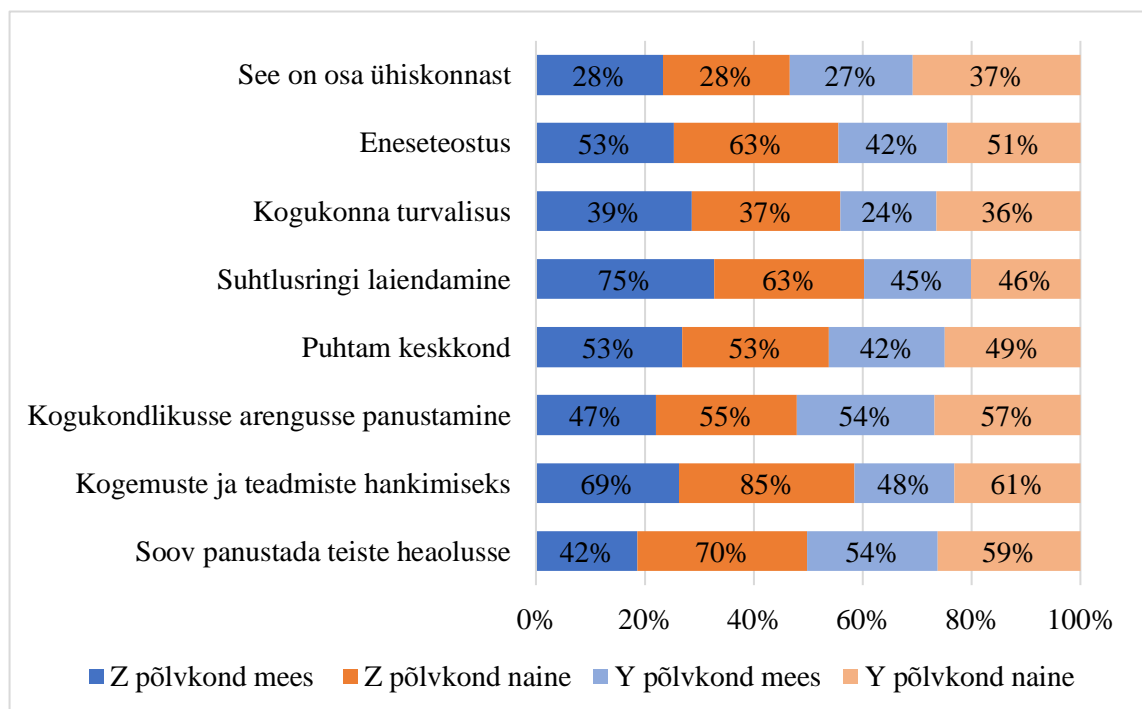 See on osa ühiskonnast 28% 28% 27% 37%
Eneseteostus 53% 63% 42% 51%
Kogukonna turvalisus 39% 37% 24% 36%
Suhtlusringi laiendamine 75% 63% 45% 46%
Puhtam keskkond 53% 53% 42% 49%
Kogukondlikusse arengusse panustamine 47% 55% 54% 57%
Kogemuste ja teadmiste hankimiseks 69% 85% 48% 61%
Soov panustada teiste heaolusse 42% 70% 54% 59%
0% 20% 40% 60% 80% 100%
Z põlvkond mees Z põlvkond naine Y põlvkond mees Y põlvkond naine